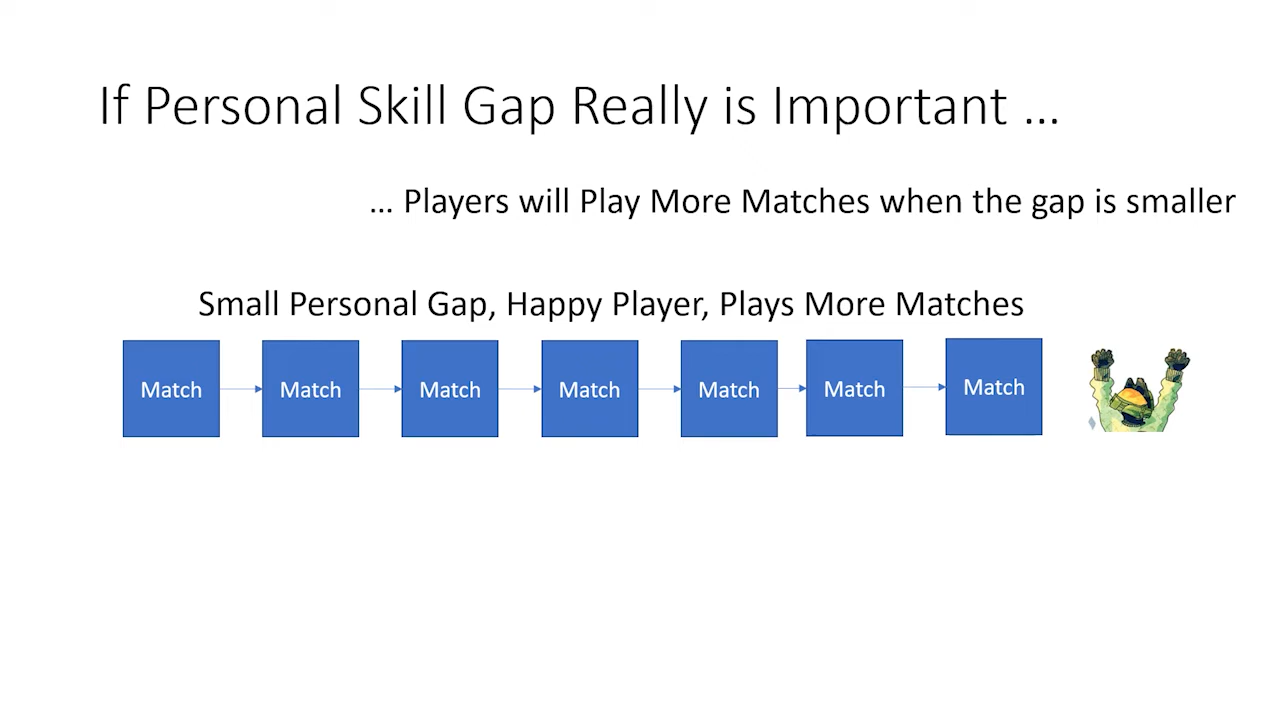 If Personal Skill Gap Really is Important ...
... Players will Play More Matches when the gap is smaller
Small Personal Gap, Happy Player, Plays More Matches
Match Match Match Match Match Match Match